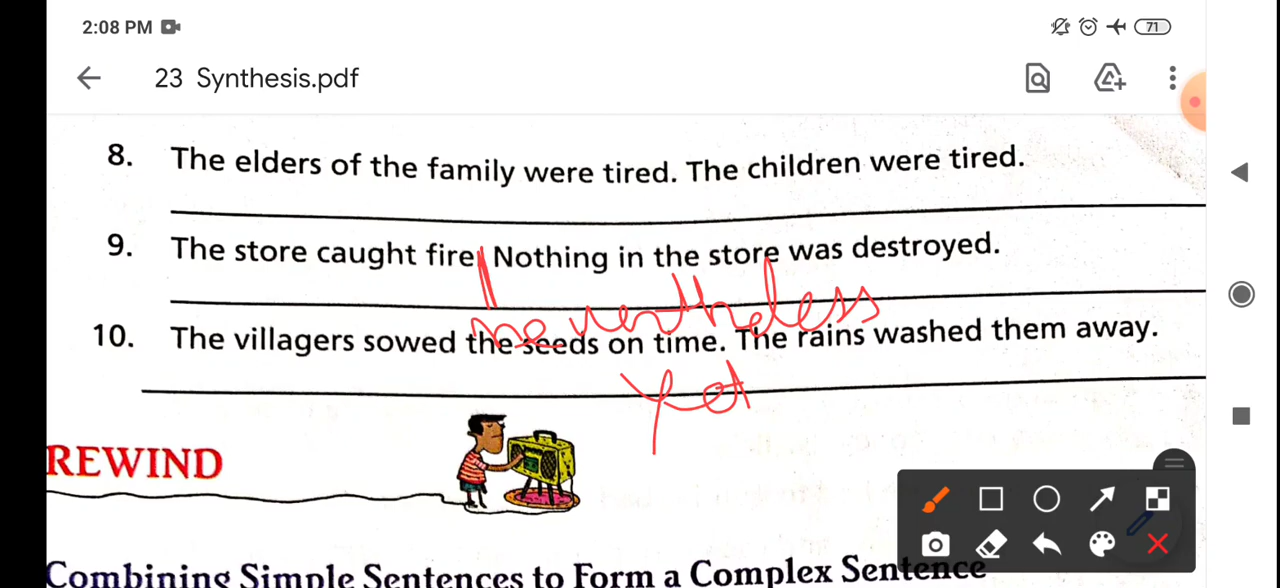 2:08 PM
71
23 Synthesis.pdf
8. The elders of the family were tired. The children were tired.
9. The store caught fire. Nothing in the store was destroyed.
nevertheless
10. The villagers sowed the seeds on time. The rains washed them away.
yet
REWIND
Combining Simple Sentences to Form a Complex Sentence